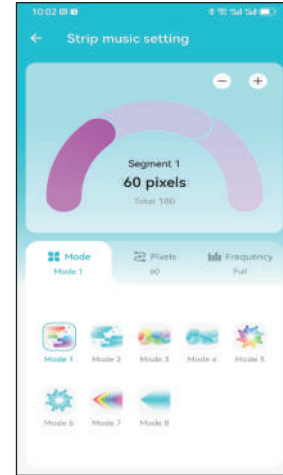 10:02
← Strip music setting
− +
Segment 1
60 pixels
Total 180
Mode Pixels Frequency
Mode 1 60 Full
Mode 1 Mode 2 Mode 3 Mode 4 Mode 5
Mode 6 Mode 7 Mode 8